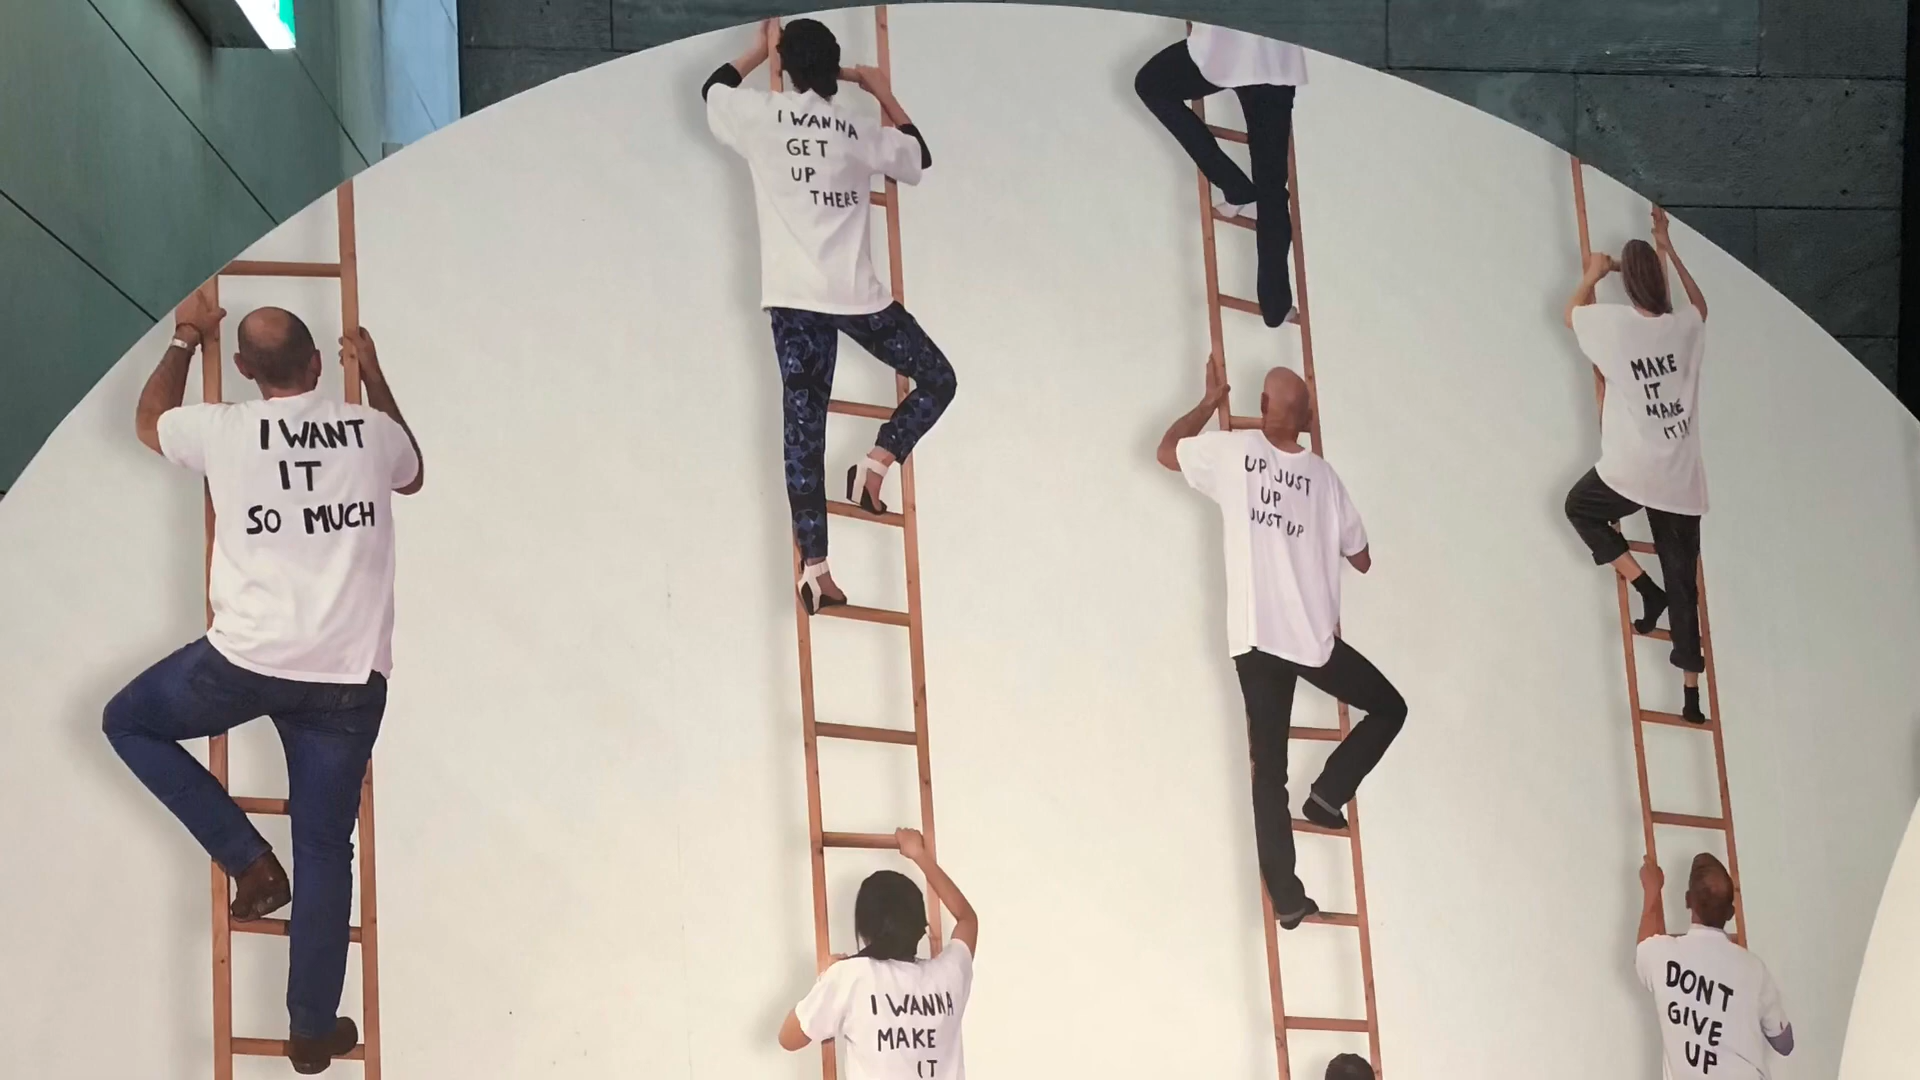 I WANNA
GET
UP
THERE
I WANT
IT
SO MUCH
UP JUST
UP
JUST UP
MAKE
IT
MAKE
IT!!
I WANNA
MAKE
IT
DONT
GIVE
UP